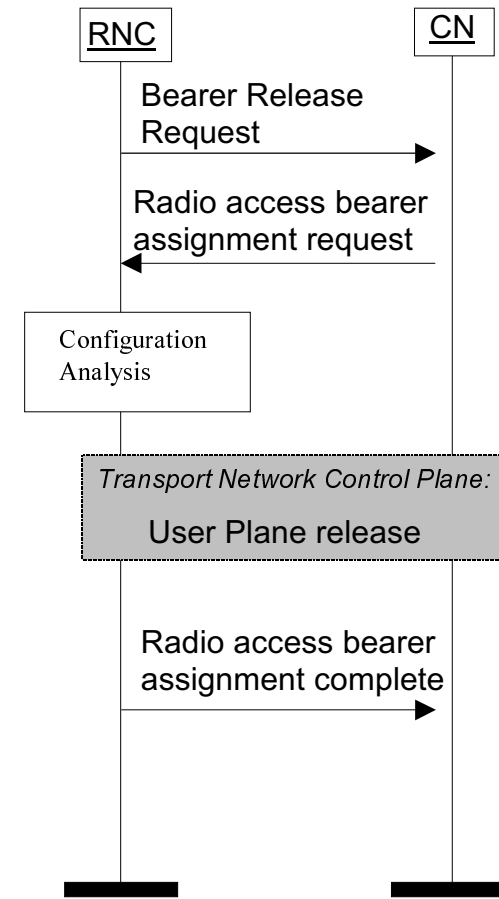 RNC
CN
Bearer Release
Request
Radio access bearer
assignment request
Configuration
Analysis
Transport Network Control Plane:
User Plane release
Radio access bearer
assignment complete